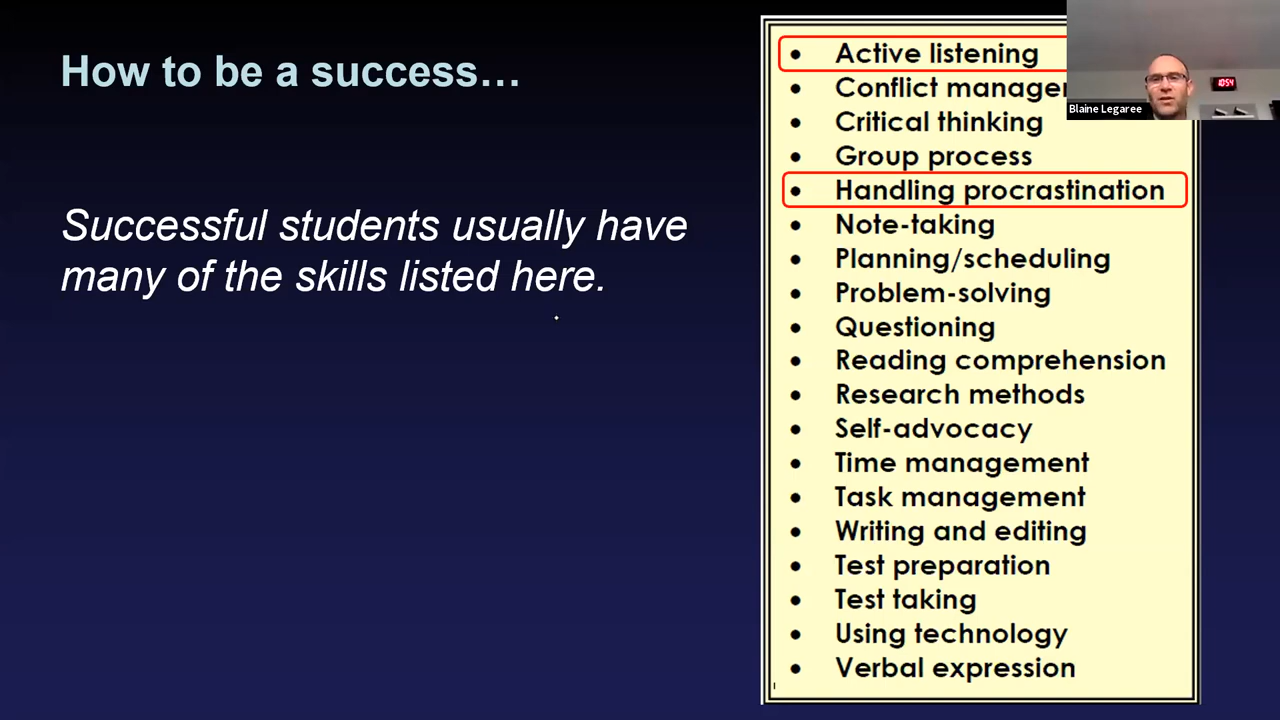 How to be a success…
Successful students usually have
many of the skills listed here.
• Active listening
• Conflict
• Critical thinking
• Group process
• Handling procrastination
• Note-taking
• Planning/scheduling
• Problem-solving
• Questioning
• Reading comprehension
• Research methods
• Self-advocacy
• Time management
• Task management
• Writing and editing
• Test preparation
• Test taking
• Using technology
• Verbal expression
10:54
Blaine Legaree